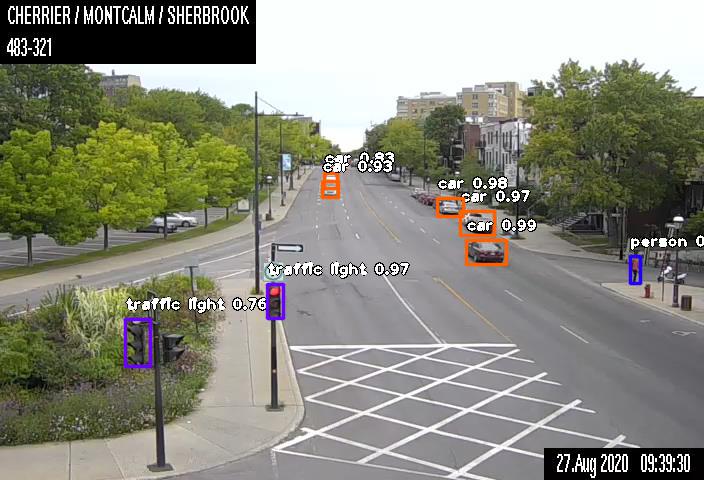 CHERRIER / MONTCALM / SHERBROOK
483-321
car 0.83
car 0.93
car 0.98
car 0.97
car 0.99
person 0
traffic light 0.97
traffic light 0.76
27.Aug 2020 09:39:30